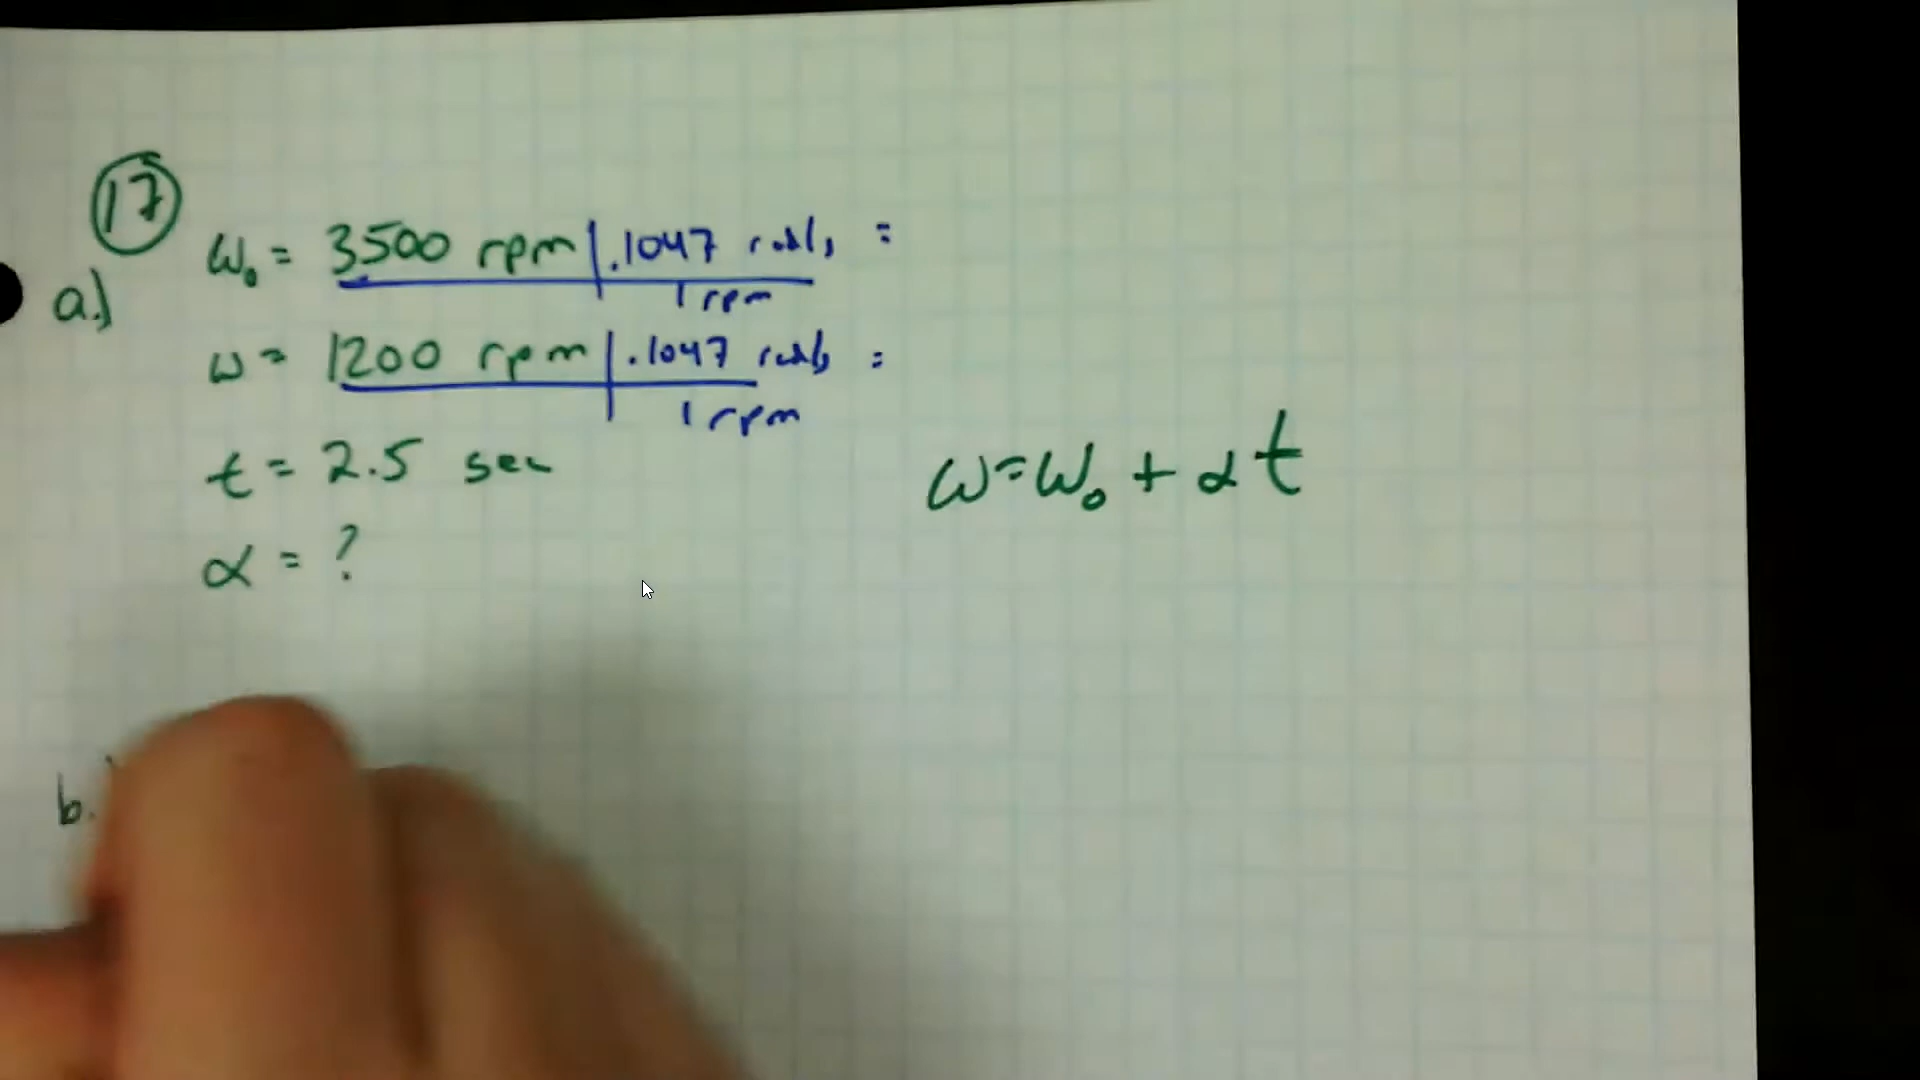 17
a.)
ω₀ = 3500 rpm | .1047 rad/s =
1 rpm
ω = 1200 rpm | .1047 rad/s =
1 rpm
t = 2.5 sec
α = ?
ω = ω₀ + αt
b.